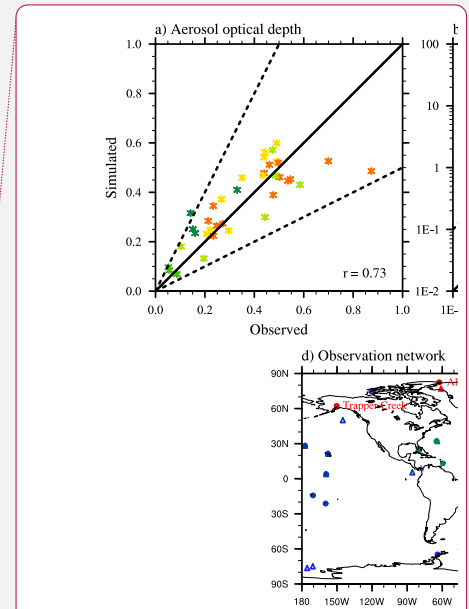 a) Aerosol optical depth
b
1.0
0.8
0.6
0.4
0.2
0.0
Simulated
100
10
1
1E-1
1E-2
r = 0.73
0.0 0.2 0.4 0.6 0.8 1.0
Observed
d) Observation network
90N
60N
30N
0
30S
60S
90S
Trapper Creek
180 150W 120W 90W 60W